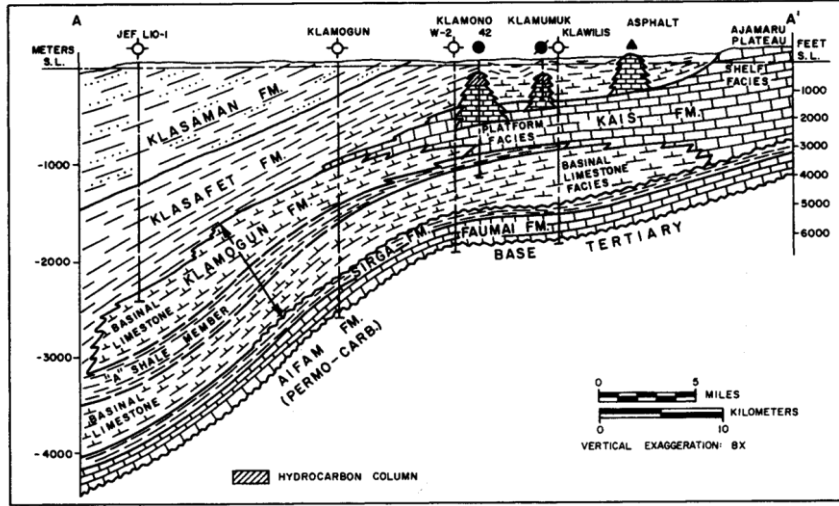 A
A'
JEF. L10-1
KLAMOGUN
KLAMONO
W-2 42
KLAMUMUK
KLAWILIS
ASPHALT
AJAMARU
PLATEAU
METERS
S.L.
FEET
S.L.
SHELF
FACIES
KLASAMAN FM.
KLASAFET FM.
KLAMOGUN FM.
PLATFORM
FACIES
KAIS FM.
BASINAL
LIMESTONE
FACIES
SIRGA FM.
FAUMAI FM.
BASE TERTIARY
AIFAM FM.
(PERMO-CARB.)
BASINAL
LIMESTONE
"A" SHALE MEMBER
BASINAL
LIMESTONE
-1000
-2000
-3000
-4000
1000
2000
3000
4000
5000
6000
0 5
MILES
KILOMETERS
0 10
VERTICAL EXAGGERATION: 8X
HYDROCARBON COLUMN